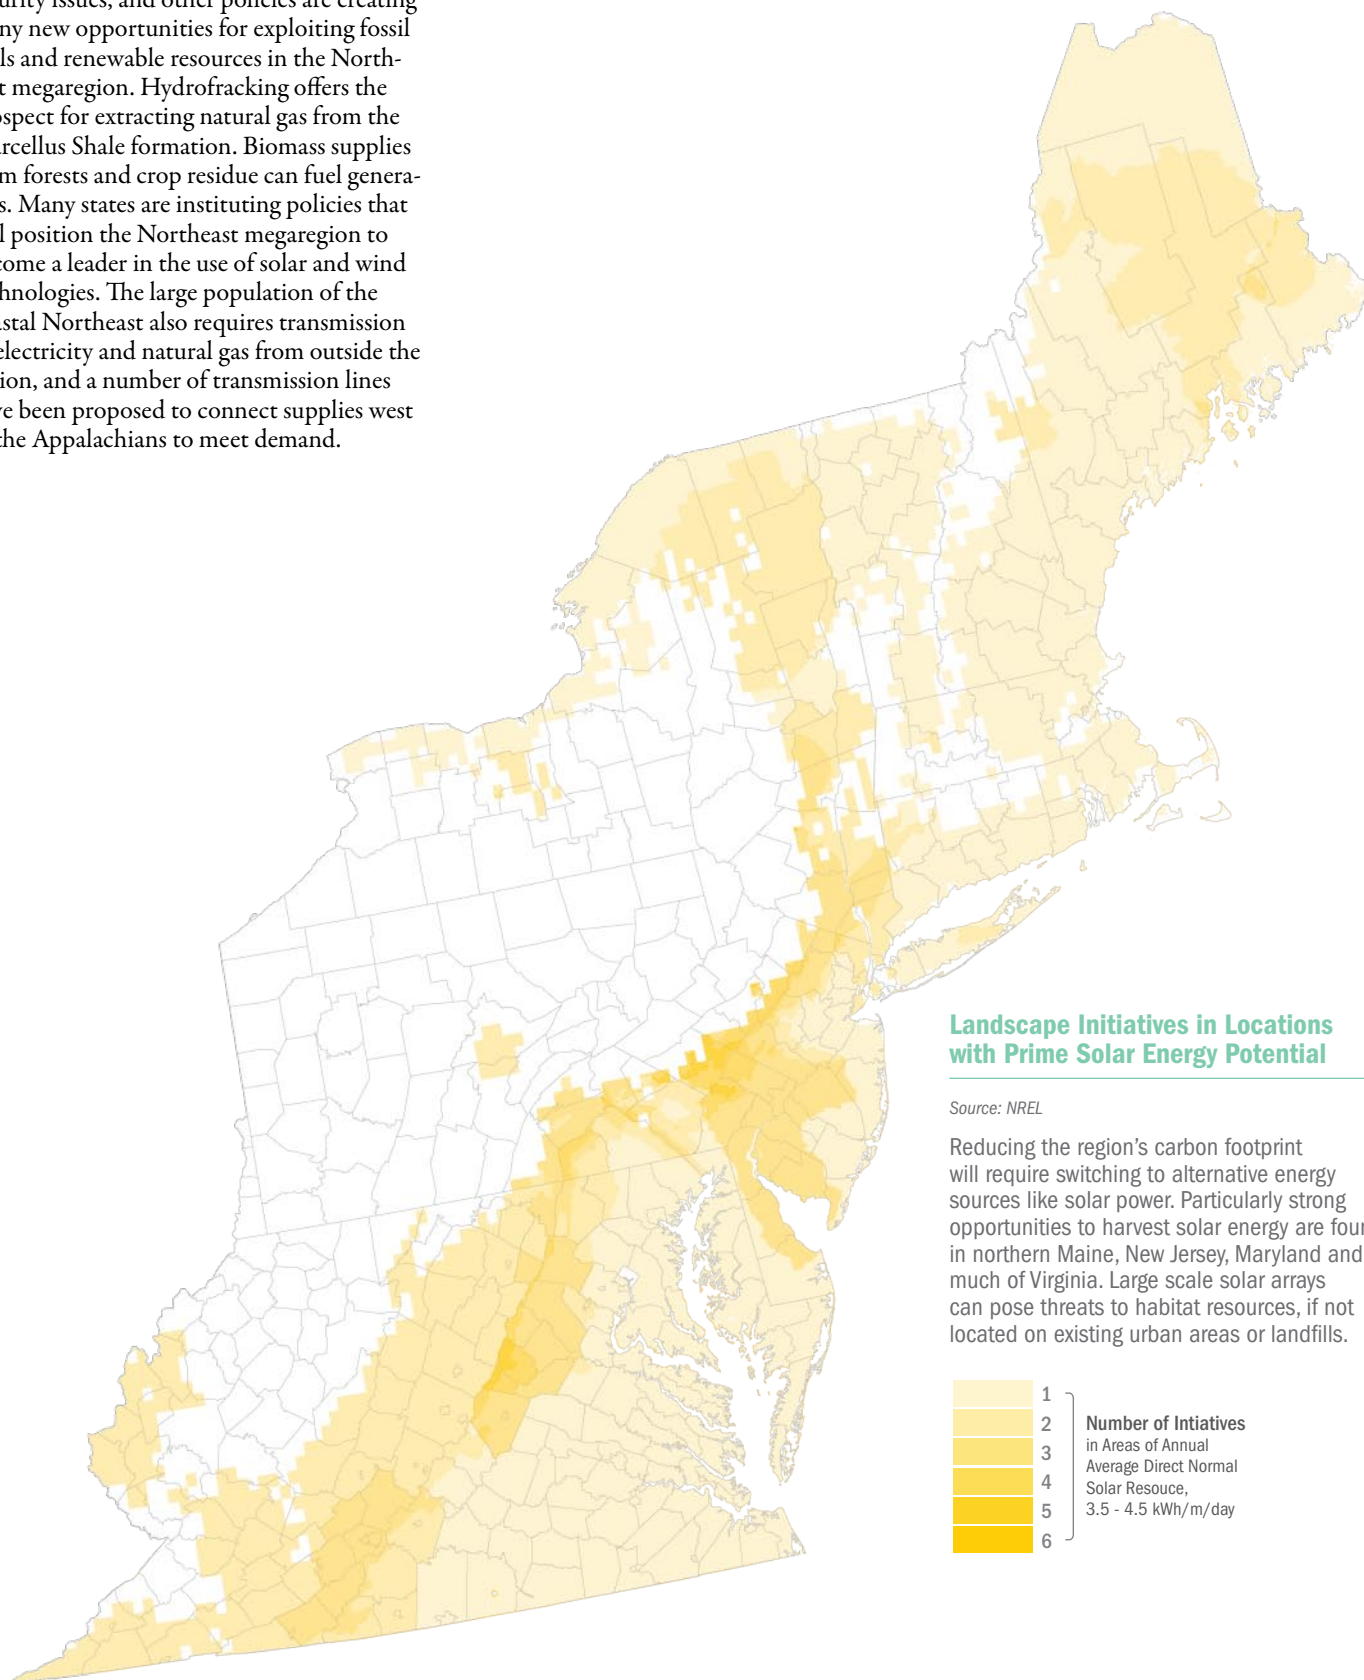 urity issues, and other policies are creating
ny new opportunities for exploiting fossil
ls and renewable resources in the North-
t megaregion. Hydrofracking offers the
ospect for extracting natural gas from the
arcellus Shale formation. Biomass supplies
m forests and crop residue can fuel genera-
s. Many states are instituting policies that
l position the Northeast megaregion to
come a leader in the use of solar and wind
hnologies. The large population of the
astal Northeast also requires transmission
electricity and natural gas from outside the
ion, and a number of transmission lines
ve been proposed to connect supplies west
the Appalachians to meet demand.
Landscape Initiatives in Locations
with Prime Solar Energy Potential
Source: NREL
Reducing the region's carbon footprint
will require switching to alternative energy
sources like solar power. Particularly strong
opportunities to harvest solar energy are four
in northern Maine, New Jersey, Maryland and
much of Virginia. Large scale solar arrays
can pose threats to habitat resources, if not
located on existing urban areas or landfills.
1
2
3
4
5
6
Number of Intiatives
in Areas of Annual
Average Direct Normal
Solar Resouce,
3.5 - 4.5 kWh/m/day